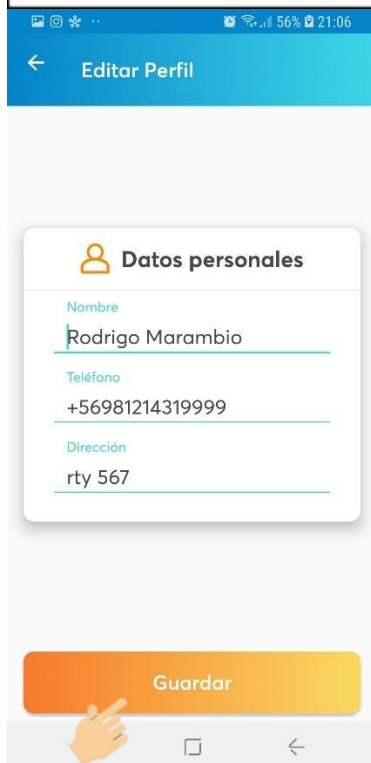 56% 21:06
Editar Perfil
Datos personales
Nombre
Rodrigo Marambio
Teléfono
+56981214319999
Dirección
rty 567
Guardar